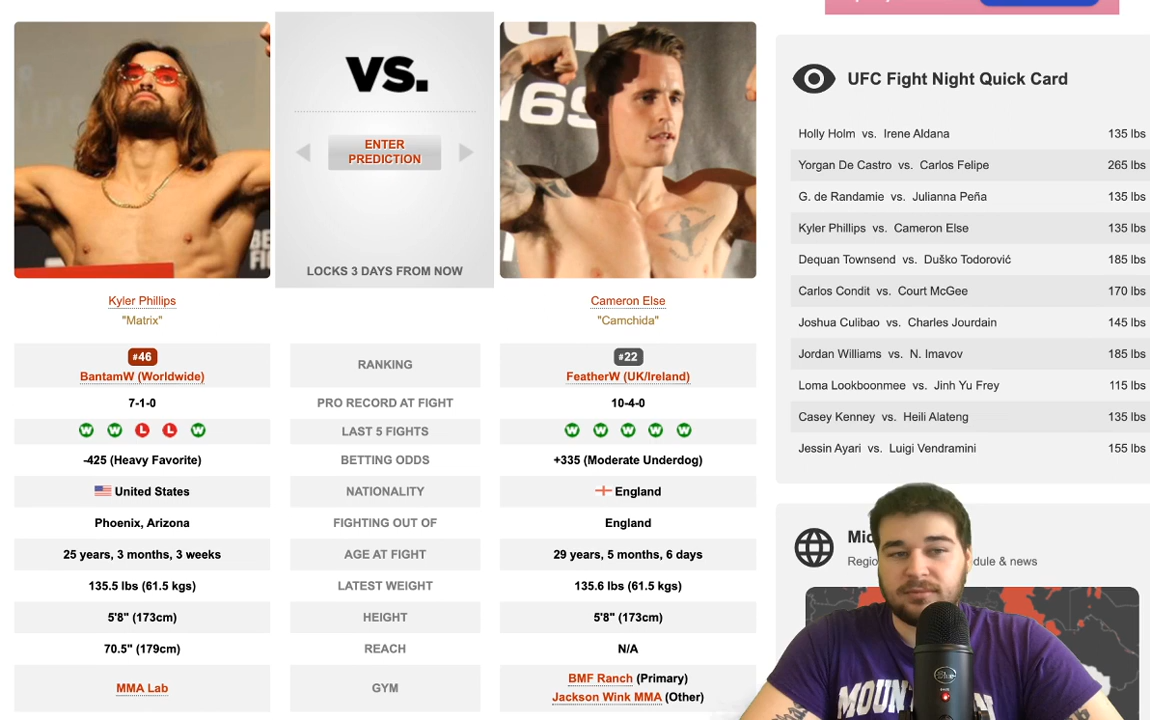 VS.
ENTER
PREDICTION
LOCKS 3 DAYS FROM NOW
Kyler Phillips
"Matrix"
Cameron Else
"Camchida"
#46
BantamW (Worldwide)
RANKING
#22
FeatherW (UK/Ireland)
7-1-0 PRO RECORD AT FIGHT 10-4-0
W W L L W LAST 5 FIGHTS W W W W W
-425 (Heavy Favorite) BETTING ODDS +335 (Moderate Underdog)
United States NATIONALITY England
Phoenix, Arizona FIGHTING OUT OF England
25 years, 3 months, 3 weeks AGE AT FIGHT 29 years, 5 months, 6 days
135.5 lbs (61.5 kgs) LATEST WEIGHT 135.6 lbs (61.5 kgs)
5'8" (173cm) HEIGHT 5'8" (173cm)
70.5" (179cm) REACH N/A
MMA Lab GYM BMF Ranch (Primary)
Jackson Wink MMA (Other)
UFC Fight Night Quick Card
Holly Holm vs. Irene Aldana 135 lbs
Yorgan De Castro vs. Carlos Felipe 265 lbs
G. de Randamie vs. Julianna Peña 135 lbs
Kyler Phillips vs. Cameron Else 135 lbs
Dequan Townsend vs. Duško Todorović 185 lbs
Carlos Condit vs. Court McGee 170 lbs
Joshua Culibao vs. Charles Jourdain 145 lbs
Jordan Williams vs. N. Imavov 185 lbs
Loma Lookboonmee vs. Jinh Yu Frey 115 lbs
Casey Kenney vs. Heili Alateng 135 lbs
Jessin Ayari vs. Luigi Vendramini 155 lbs
& news